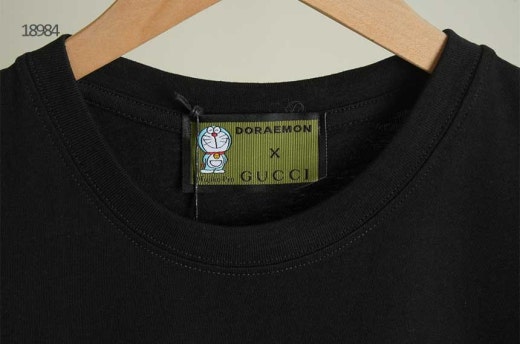 18984
DORAEMON
X
GUCCI